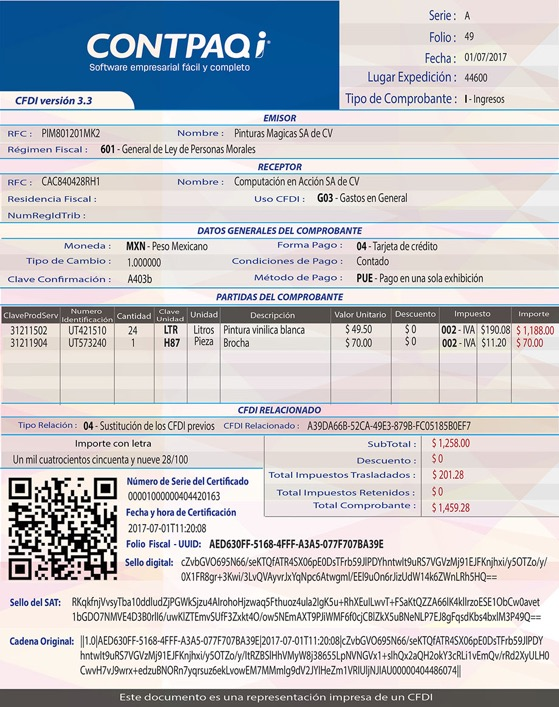 CONTPAQi®
Software empresarial fácil y completo
CFDI versión 3.3
Serie : A
Folio : 49
Fecha : 01/07/2017
Lugar Expedición : 44600
Tipo de Comprobante : I - Ingresos
EMISOR
RFC : PIM801201MK2 Nombre : Pinturas Magicas SA de CV
Régimen Fiscal : 601 - General de Ley de Personas Morales
RECEPTOR
RFC : CAC840428RH1 Nombre : Computación en Acción SA de CV
Residencia Fiscal : Uso CFDI : G03 - Gastos en General
NumRegIdTrib :
DATOS GENERALES DEL COMPROBANTE
Moneda : MXN - Peso Mexicano Forma Pago : 04 - Tarjeta de crédito
Tipo de Cambio : 1.000000 Condiciones de Pago : Contado
Clave Confirmación : A403b Método de Pago : PUE - Pago en una sola exhibición
PARTIDAS DEL COMPROBANTE
ClaveProdServ Numero Identificación Cantidad Clave Unidad Unidad Descripción Valor Unitario Descuento Impuesto Importe
31211502 UT421510 24 LTR Litros Pintura vinilica blanca $ 49.50 $ 0 002 - IVA $190.08 $ 1,188.00
31211904 UT573240 1 H87 Pieza Brocha $ 70.00 $ 0 002 - IVA $ 11.20 $ 70.00
CFDI RELACIONADO
Tipo Relación : 04 - Sustitución de los CFDI previos CFDI Relacionado : A39DA66B-52CA-49E3-879B-FC05185B0EF7
Importe con letra
Un mil cuatrocientos cincuenta y nueve 28/100
SubTotal : $ 1,258.00
Descuento : $ 0
Total Impuestos Trasladados : $ 201.28
Total Impuestos Retenidos : $ 0
Total Comprobante : $ 1,459.28
Número de Serie del Certificado
00001000000404420163
Fecha y hora de Certificación
2017-07-01T11:20:08
Folio Fiscal - UUID: AED630FF-5168-4FFF-A3A5-077F707BA39E
Sello digital: cZvbGVO695N66/seKTQfATR4SX06pE0DsTFrb59JlPDYhntwIt9uRS7VGVzMj91EJFKnjhxi/y5OTZo/y/
0X1FR8gr+3Kwi/3LvQVAyvrJxYqNpc6Atwgml/EEl9uOn6rJizUdW14k6ZWnLRh5HQ==
Sello del SAT: RKqkfnjVvsyTba10ddludZjPGWkSjzu4AlrohoHjzwaq5Fthuoz4ula2IgK5u+RhXEulLwvT+FSaKtQZZA66lK4kllrzoESE1ObCw0avet
1bGDO7NMVE4D3B0rI6/uwKIZTEmvSUfF3Zxkt4O/ow5NEmAXT9PJiWMF6f0fjCBlZkX5uBNeNLP7EJ8gFqsdKbs4bxIM3P49Q==
Cadena Original: ||1.0|AED630FF-5168-4FFF-A3A5-077F707BA39E|2017-07-01T11:20:08|cZvbGVO695N66/seKTQfATR4SX06pE0DsTFrb59JlPDY
hntwIt9uRS7VGVzMj91EJFKnjhxi/y5OTZo/y/ItRZBSlHhVMyW8j38655LpNVNGVx1+slhQx2aQH2okY3cRLi1vEmQv/rRd2XyULH0
CwvH7vJ9wrx+edzuBNORn7yqrsuz6ekLvowEM7MMmlg9dV2JYlHeZm1VRlUljNJlAU00000404486074||
Este documento es una representación impresa de un CFDI